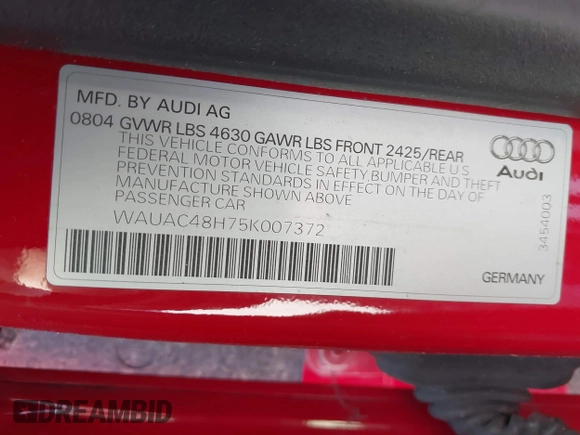 MFD. BY AUDI AG
0804 GVWR LBS 4630 GAWR LBS FRONT 2425/REAR
THIS VEHICLE CONFORMS TO ALL APPLICABLE U S
FEDERAL MOTOR VEHICLE SAFETY,BUMPER AND THEFT
PREVENTION STANDARDS IN EFFECT ON THE DAY OF
MANUFACTURE SHOWN ABOVE
PASSENGER CAR
WAUAC48H75K007372
Audi
3454003
GERMANY
DREAMBID